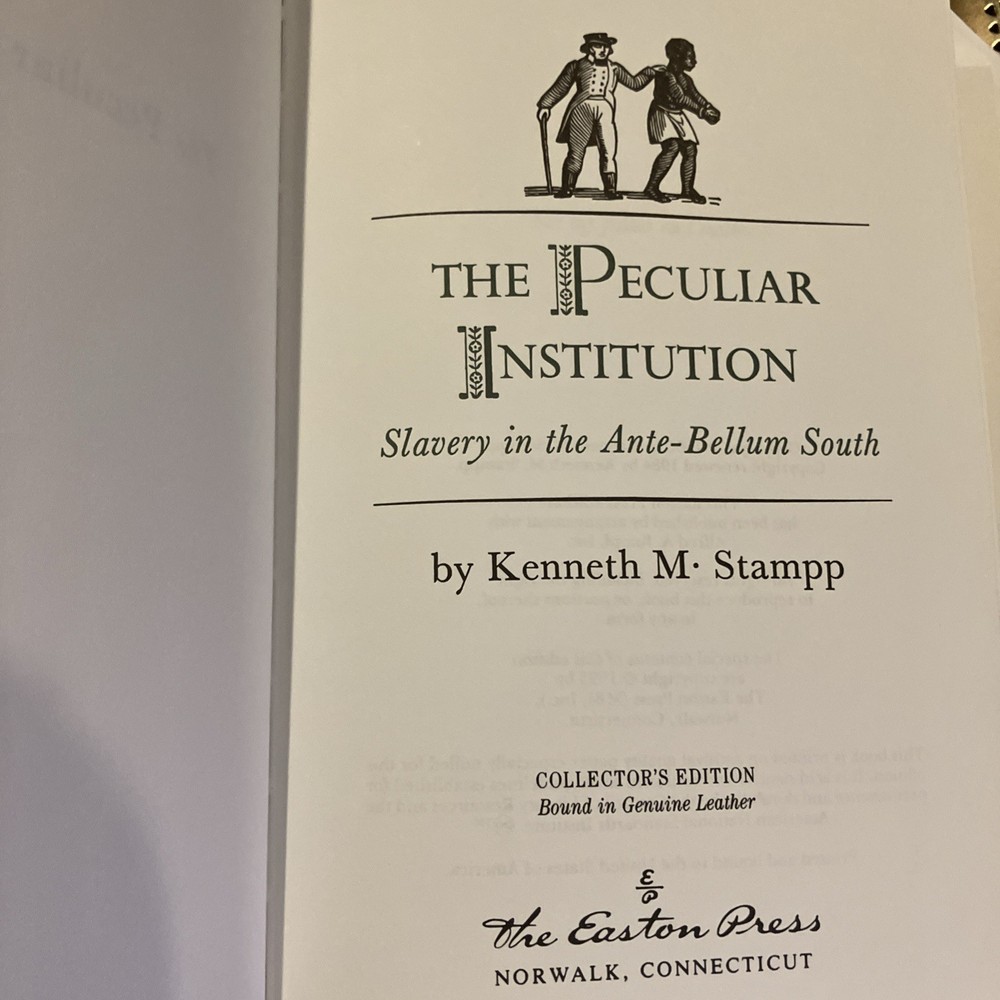 THE PECULIAR
INSTITUTION
Slavery in the Ante-Bellum South
by Kenneth M· Stampp
COLLECTOR'S EDITION
Bound in Genuine Leather
The Easton Press
NORWALK, CONNECTICUT